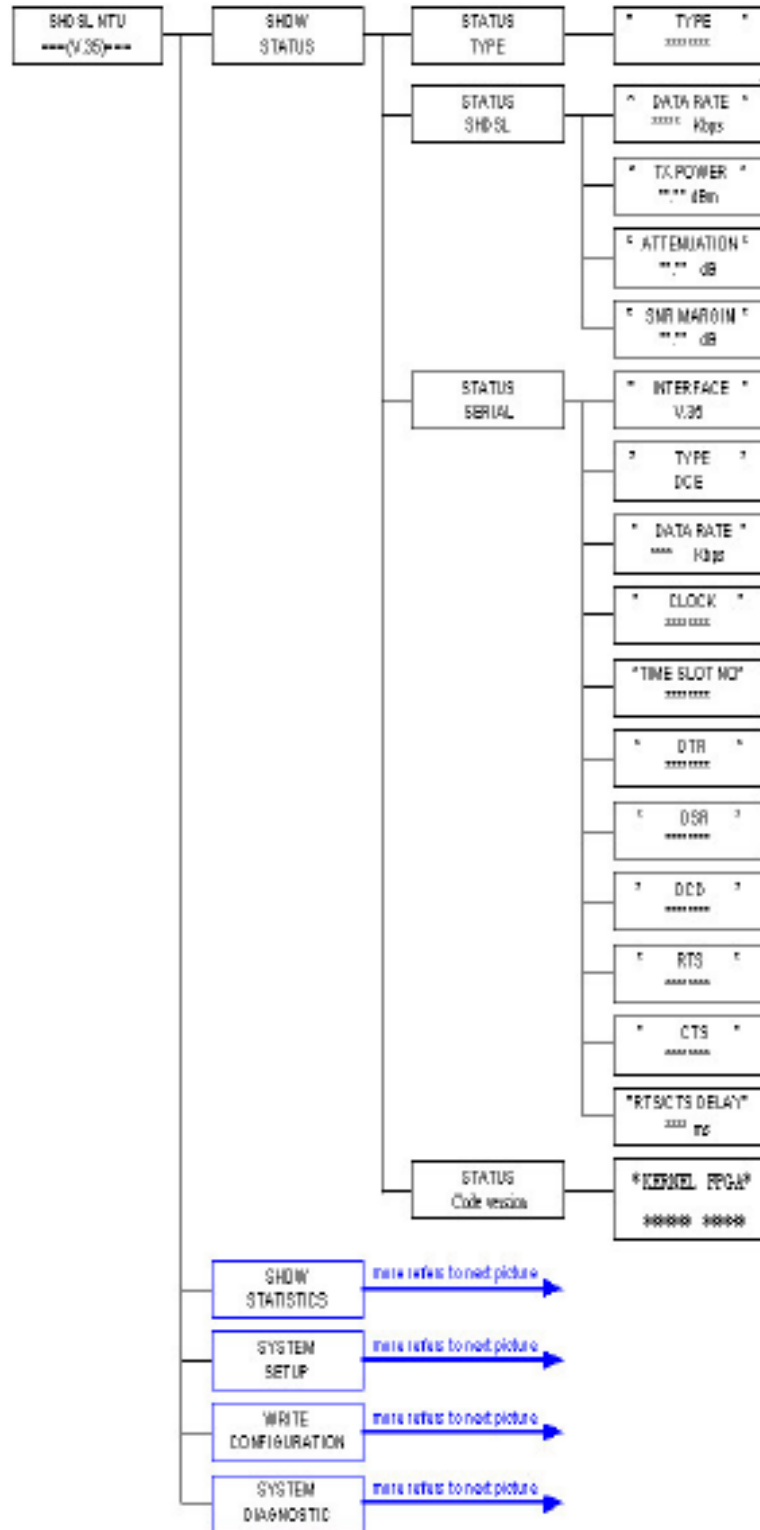 SHDSL NTU
---(V.35)---
SHOW
STATUS
STATUS
TYPE
* TYPE *
******** 
STATUS
SHDSL
* DATA RATE *
***** Kbps
* TX POWER *
**.** dBm
* ATTENUATION *
**.** dB
* SNR MARGIN *
**.** dB
STATUS
SERIAL
* INTERFACE *
V.35
* TYPE *
DCE
* DATA RATE *
**** Kbps
* CLOCK *
********
*TIME SLOT NO*
********
* DTR *
********
* DSR *
********
* DCD *
********
* RTS *
********
* CTS *
********
*RTS/CTS DELAY*
**** ms
STATUS
Code version
*KERNEL FPGA*
***** ****
SHOW
STATISTICS
more refers to next picture
SYSTEM
SETUP
more refers to next picture
WRITE
CONFIGURATION
more refers to next picture
SYSTEM
DIAGNOSTIC
more refers to next picture